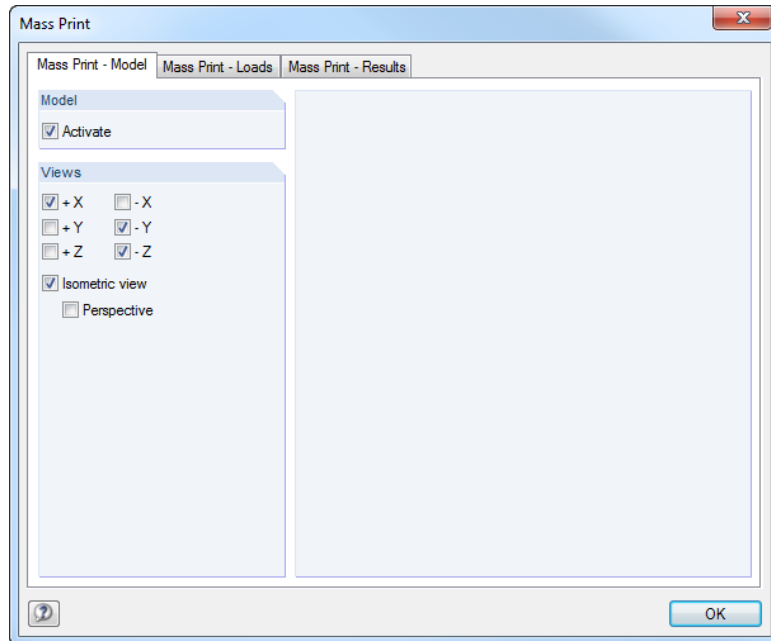 Mass Print
Mass Print - Model
Mass Print - Loads
Mass Print - Results
Model
Activate
Views
+ X
- X
+ Y
- Y
+ Z
- Z
Isometric view
Perspective
OK